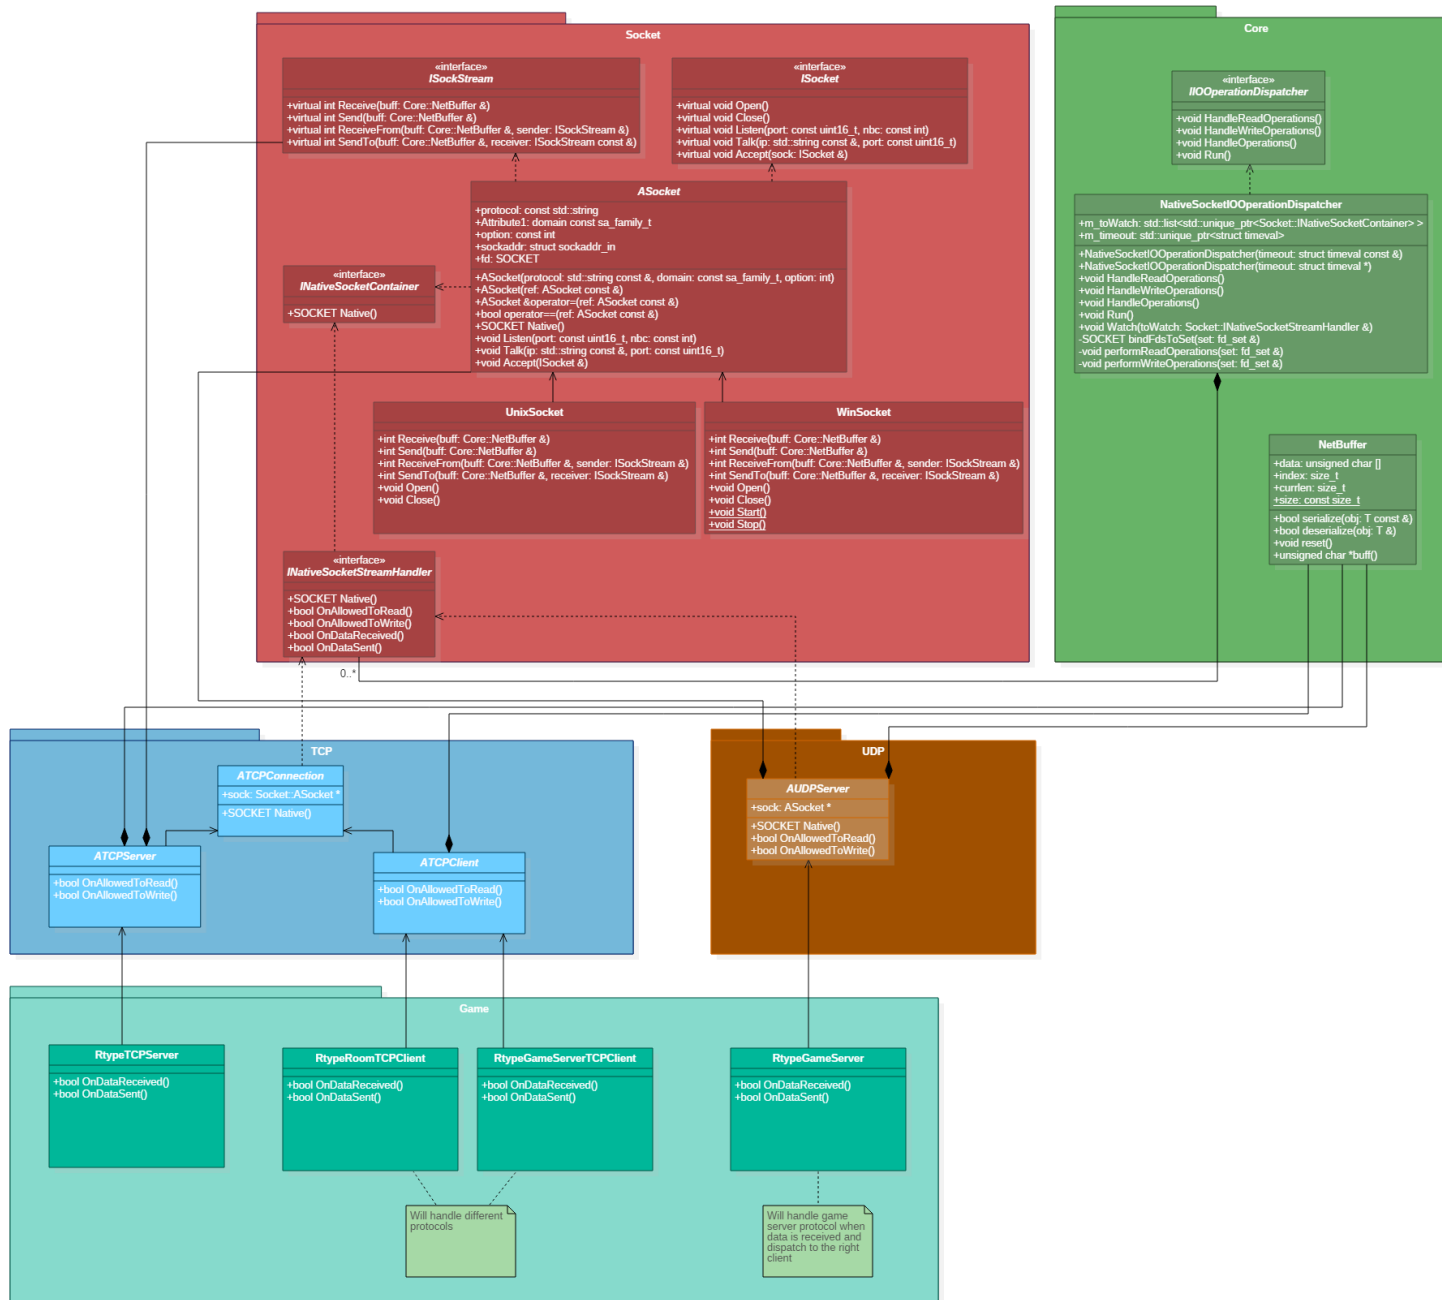 Socket
«interface»
ISockStream
+virtual int Receive(buff: Core::NetBuffer &)
+virtual int Send(buff: Core::NetBuffer &)
+virtual int ReceiveFrom(buff: Core::NetBuffer &, sender: ISockStream &)
+virtual int SendTo(buff: Core::NetBuffer &, receiver: ISockStream const &)
«interface»
ISocket
+virtual void Open()
+virtual void Close()
+virtual void Listen(port: const uint16_t, nbc: const int)
+virtual void Talk(ip: std::string const &, port: const uint16_t)
+virtual void Accept(sock: ISocket &)
ASocket
+protocol: const std::string
+Attribute1: domain const sa_family_t
+option: const int
+sockaddr: struct sockaddr_in
+fd: SOCKET
+ASocket(protocol: std::string const &, domain: const sa_family_t, option: int)
+ASocket(ref: ASocket const &)
+ASocket &operator=(ref: ASocket const &)
+bool operator==(ref: ASocket const &)
+SOCKET Native()
+void Listen(port: const uint16_t, nbc: const int)
+void Talk(ip: std::string const &, port: const uint16_t)
+void Accept(ISocket &)
«interface»
INativeSocketContainer
+SOCKET Native()
UnixSocket
+int Receive(buff: Core::NetBuffer &)
+int Send(buff: Core::NetBuffer &)
+int ReceiveFrom(buff: Core::NetBuffer &, sender: ISockStream &)
+int SendTo(buff: Core::NetBuffer &, receiver: ISockStream &)
+void Open()
+void Close()
WinSocket
+int Receive(buff: Core::NetBuffer &)
+int Send(buff: Core::NetBuffer &)
+int ReceiveFrom(buff: Core::NetBuffer &, sender: ISockStream &)
+int SendTo(buff: Core::NetBuffer &, receiver: ISockStream &)
+void Open()
+void Close()
+void Start()
+void Stop()
«interface»
INativeSocketStreamHandler
+SOCKET Native()
+bool OnAllowedToRead()
+bool OnAllowedToWrite()
+bool OnDataReceived()
+bool OnDataSent()
0..*
Core
«interface»
IIOOperationDispatcher
+void HandleReadOperations()
+void HandleWriteOperations()
+void HandleOperations()
+void Run()
NativeSocketIOOperationDispatcher
+m_toWatch: std::list<std::unique_ptr<Socket::INativeSocketContainer> >
+m_timeout: std::unique_ptr<struct timeval>
+NativeSocketIOOperationDispatcher(timeout: struct timeval const &)
+NativeSocketIOOperationDispatcher(timeout: struct timeval *)
+void HandleReadOperations()
+void HandleWriteOperations()
+void HandleOperations()
+void Run()
+void Watch(toWatch: Socket::INativeSocketStreamHandler &)
-SOCKET bindFdsToSet(set: fd_set &)
-void performReadOperations(set: fd_set &)
-void performWriteOperations(set: fd_set &)
NetBuffer
+data: unsigned char []
+index: size_t
+currlen: size_t
+size: const size_t
+bool serialize(obj: T const &)
+bool deserialize(obj: T &)
+void reset()
+unsigned char *buff()
TCP
ATCPConnection
+sock: Socket::ASocket *
+SOCKET Native()
ATCPServer
+bool OnAllowedToRead()
+bool OnAllowedToWrite()
ATCPClient
+bool OnAllowedToRead()
+bool OnAllowedToWrite()
UDP
AUDPServer
+sock: ASocket *
+SOCKET Native()
+bool OnAllowedToRead()
+bool OnAllowedToWrite()
Game
RtypeTCPServer
+bool OnDataReceived()
+bool OnDataSent()
RtypeRoomTCPClient
+bool OnDataReceived()
+bool OnDataSent()
RtypeGameServerTCPClient
+bool OnDataReceived()
+bool OnDataSent()
RtypeGameServer
+bool OnDataReceived()
+bool OnDataSent()
Will handle different
protocols
Will handle game
server protocol when
data is received and
dispatch to the right
client